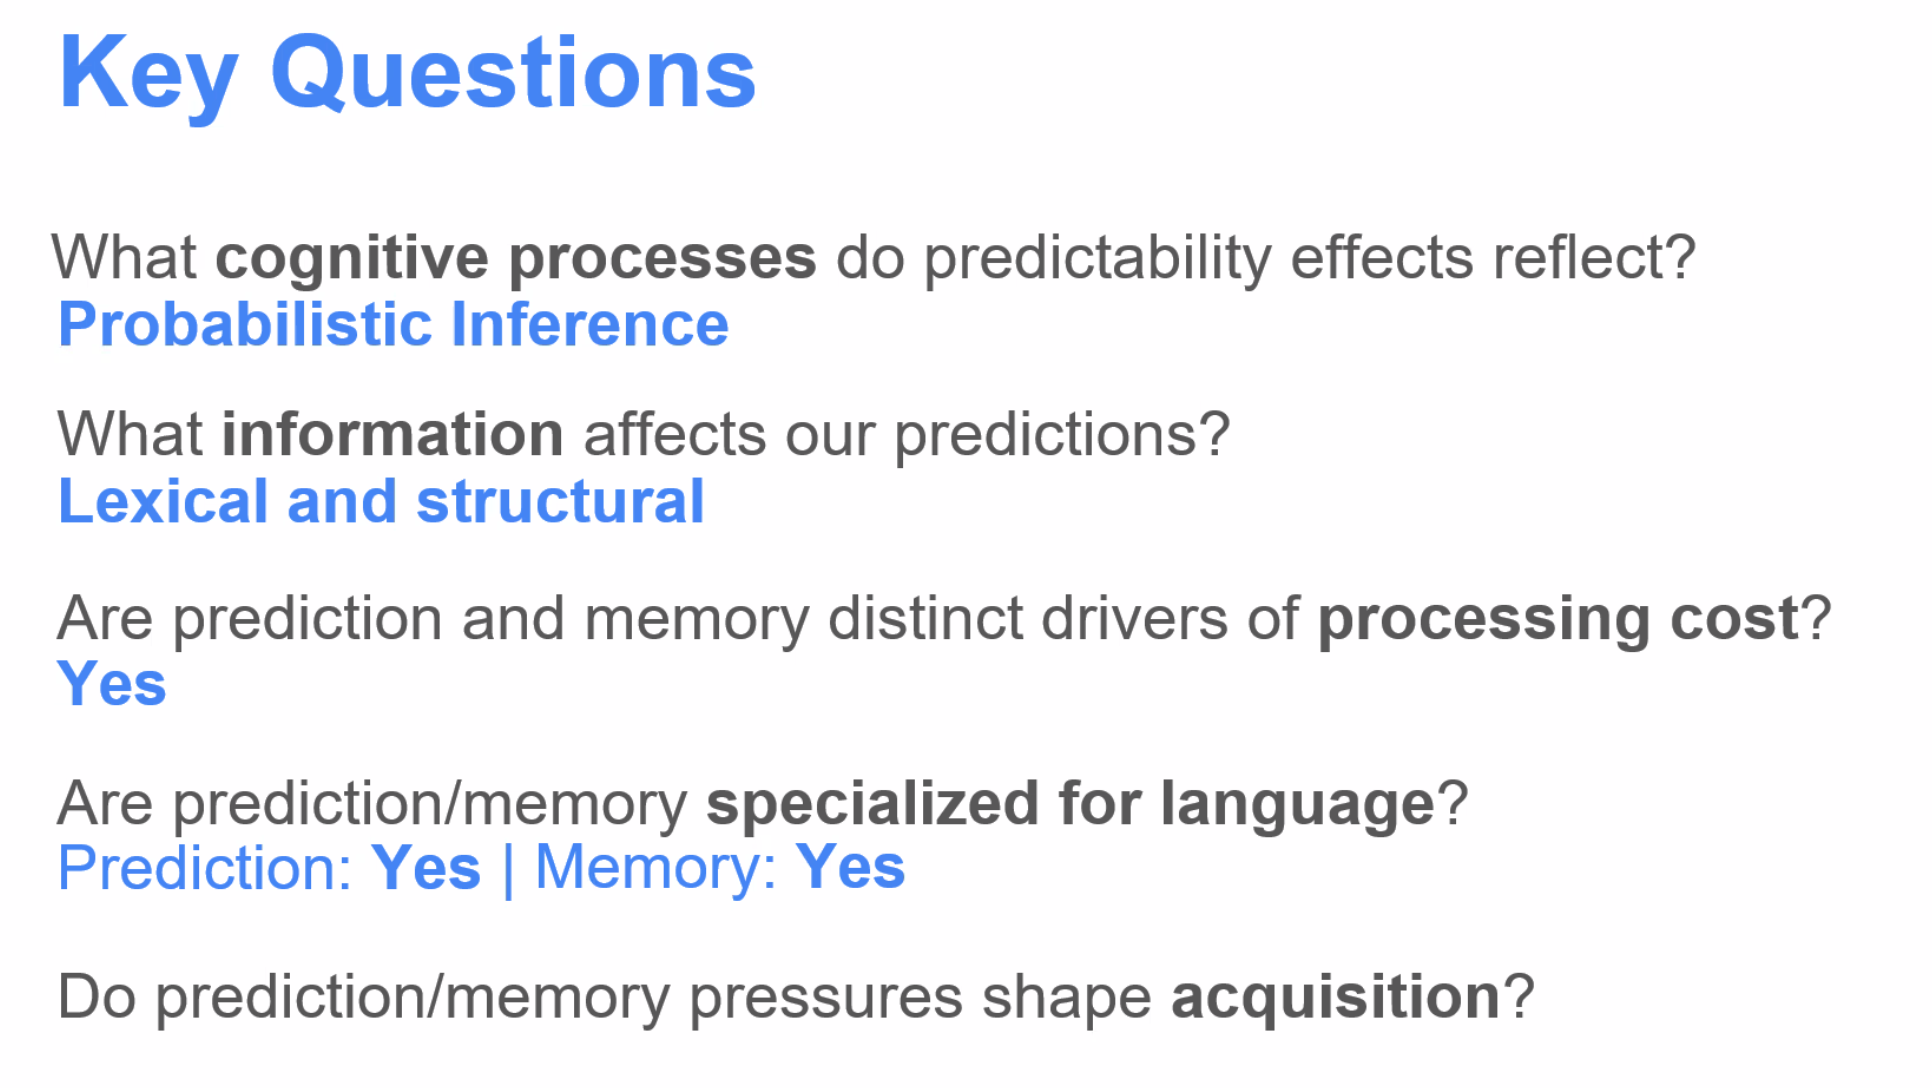 Key Questions
What cognitive processes do predictability effects reflect?
Probabilistic Inference
What information affects our predictions?
Lexical and structural
Are prediction and memory distinct drivers of processing cost?
Yes
Are prediction/memory specialized for language?
Prediction: Yes | Memory: Yes
Do prediction/memory pressures shape acquisition?